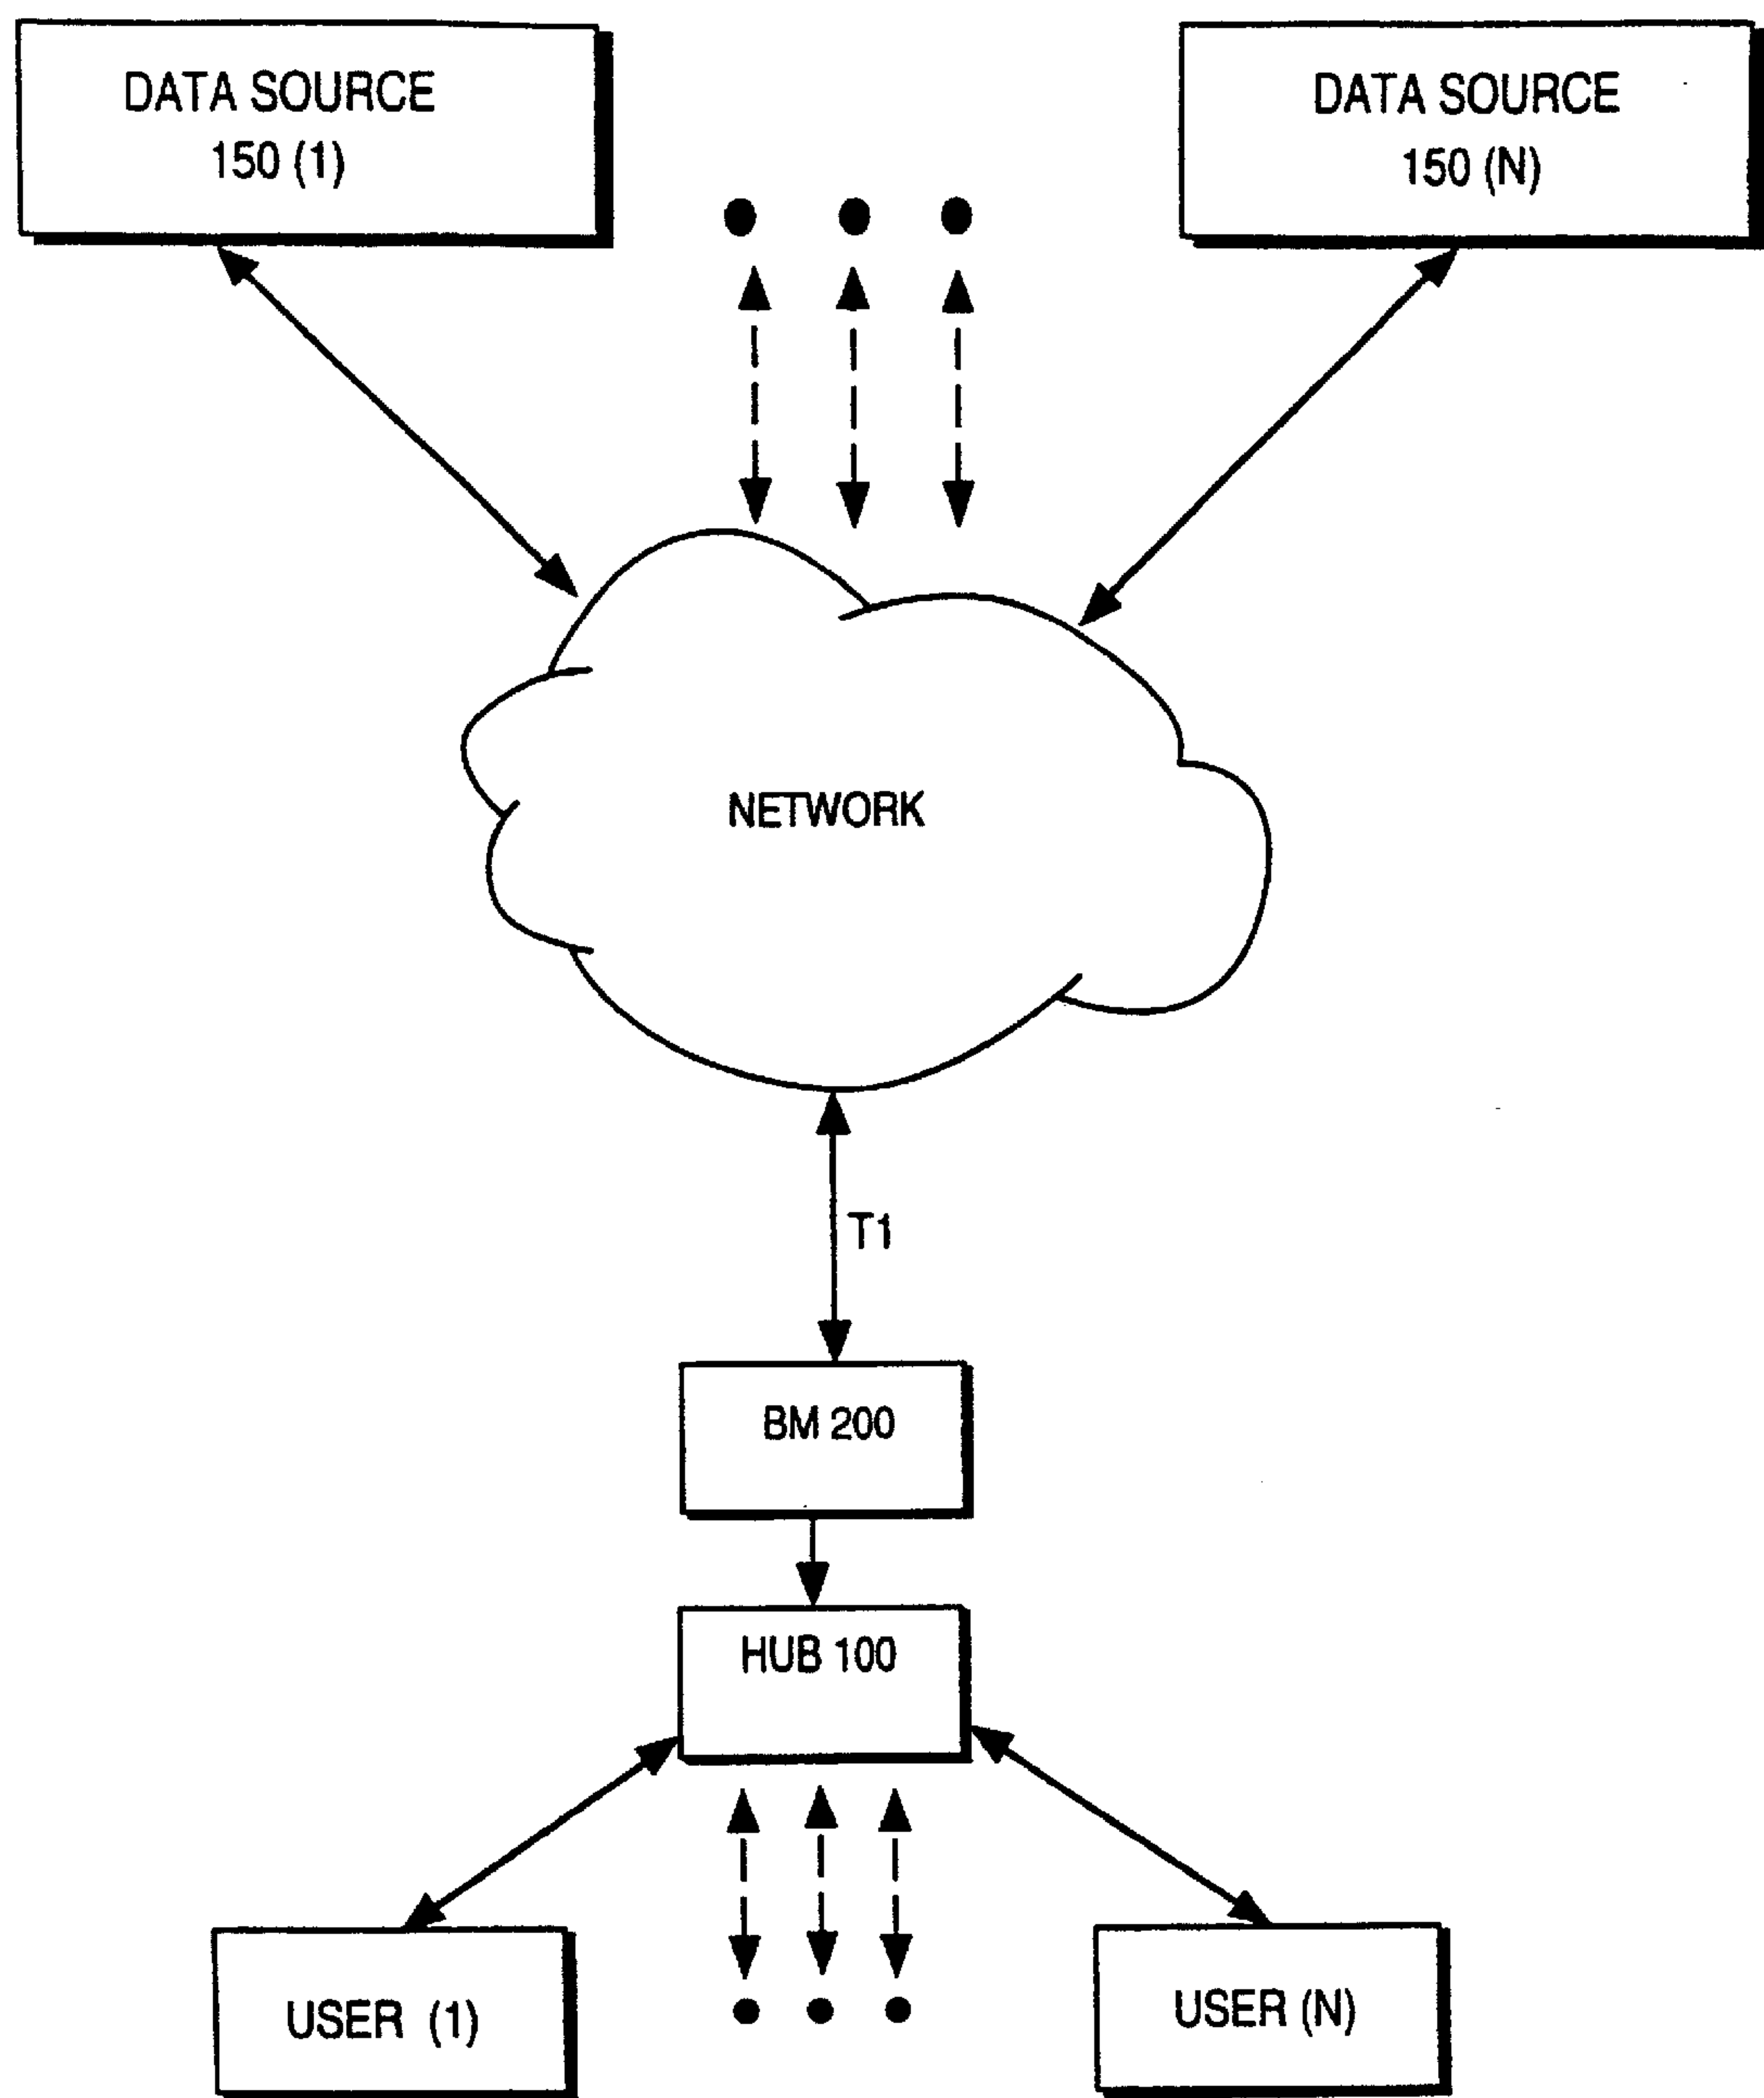 DATA SOURCE
150 (1)
DATA SOURCE
150 (N)
NETWORK
T1
BM 200
HUB 100
USER (1)
USER (N)